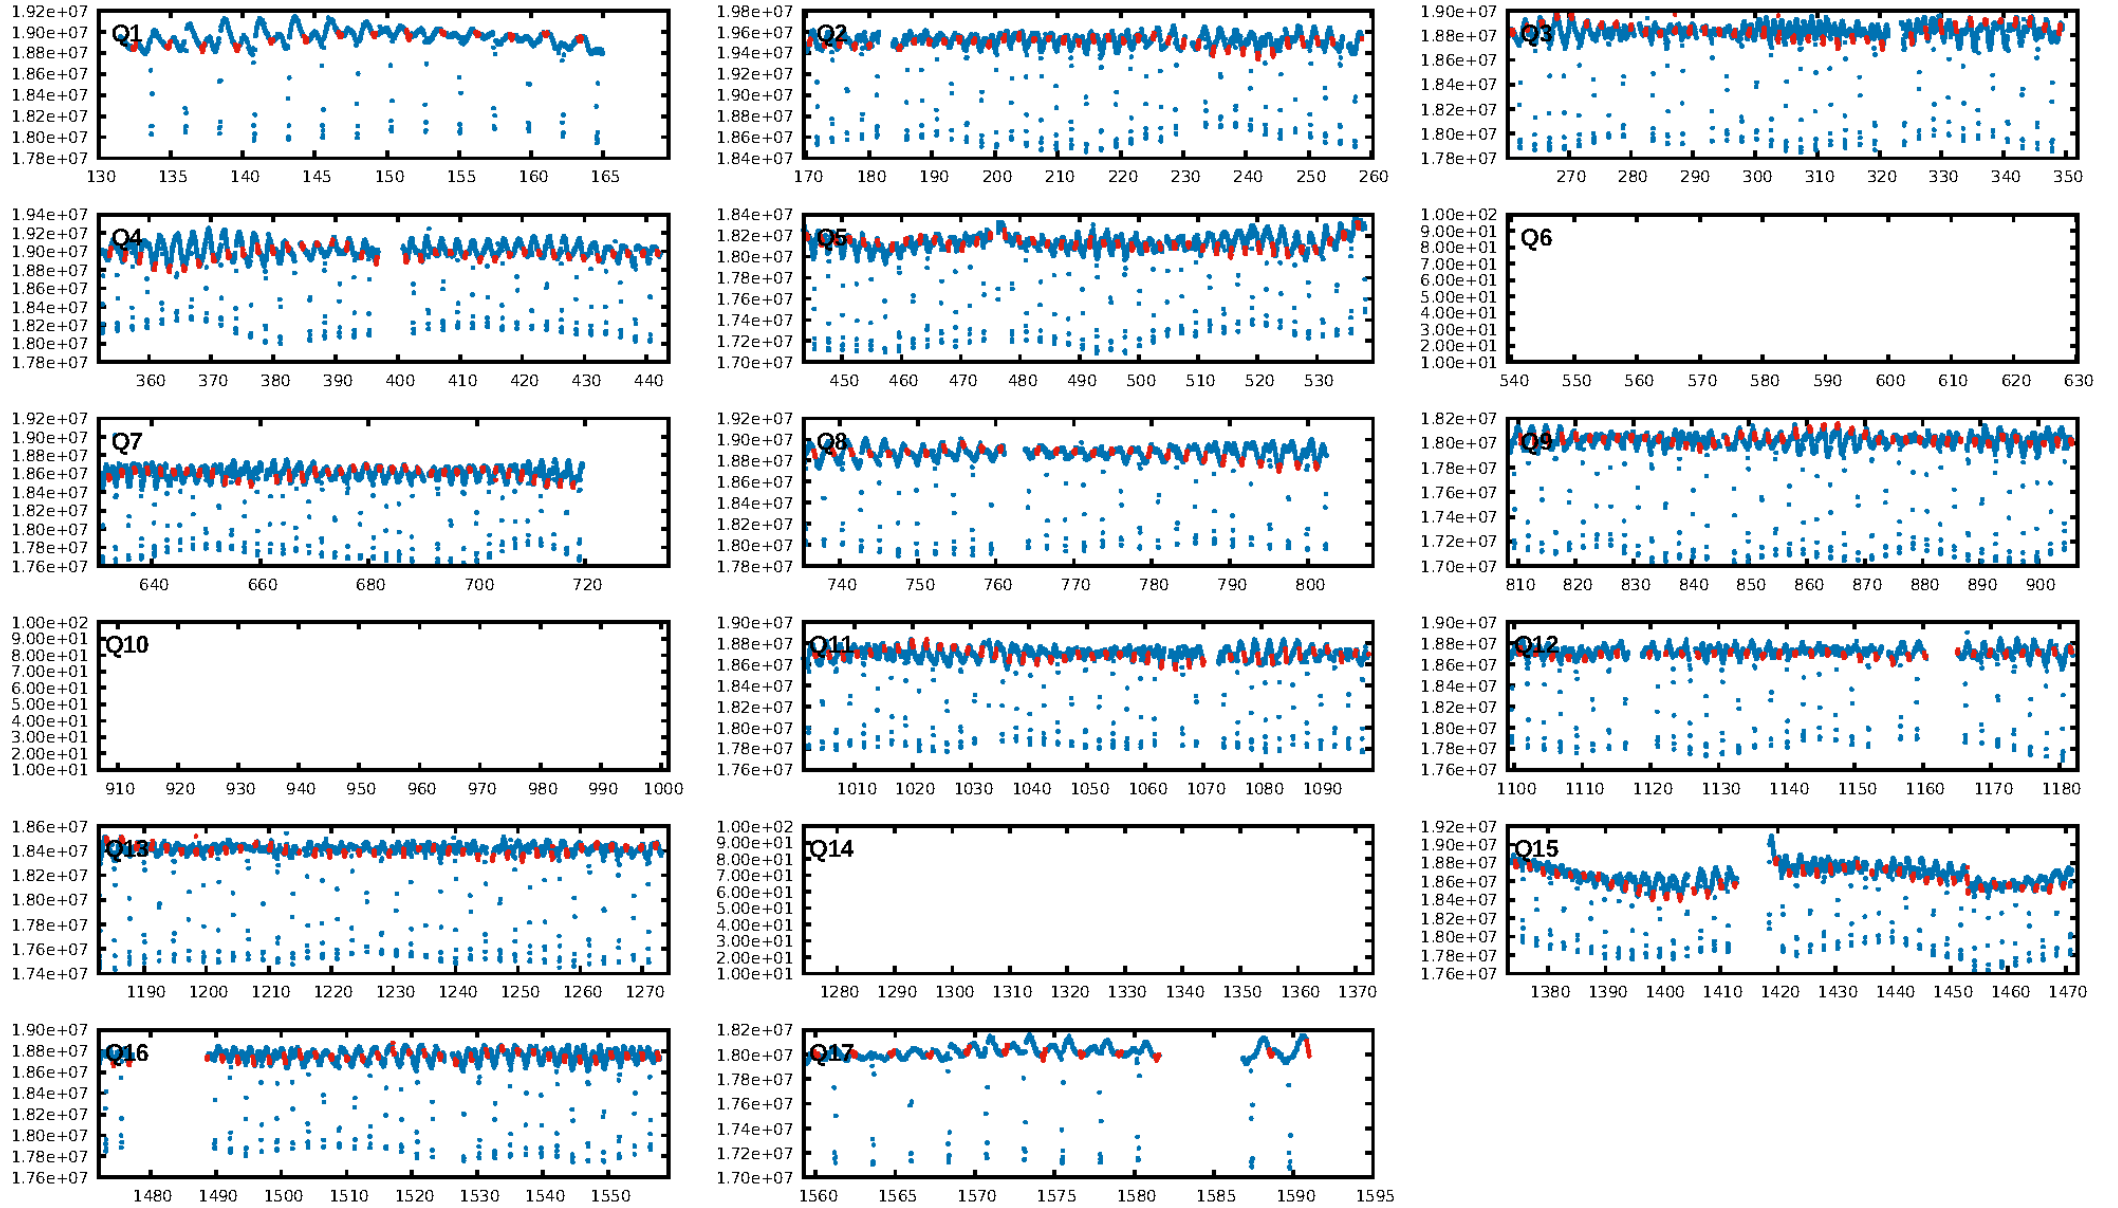 1.92e+07
1.90e+07
1.88e+07
1.86e+07
1.84e+07
1.82e+07
1.80e+07
1.78e+07
Q1
130 135 140 145 150 155 160 165
1.98e+07
1.96e+07
1.94e+07
1.92e+07
1.90e+07
1.88e+07
1.86e+07
1.84e+07
Q2
170 180 190 200 210 220 230 240 250 260
1.90e+07
1.88e+07
1.86e+07
1.84e+07
1.82e+07
1.80e+07
1.78e+07
Q3
270 280 290 300 310 320 330 340 350
1.94e+07
1.92e+07
1.90e+07
1.88e+07
1.86e+07
1.84e+07
1.82e+07
1.80e+07
1.78e+07
Q4
360 370 380 390 400 410 420 430 440
1.84e+07
1.82e+07
1.80e+07
1.78e+07
1.76e+07
1.74e+07
1.72e+07
1.70e+07
Q5
450 460 470 480 490 500 510 520 530
1.00e+02
9.00e+01
8.00e+01
7.00e+01
6.00e+01
5.00e+01
4.00e+01
3.00e+01
2.00e+01
1.00e+01
Q6
540 550 560 570 580 590 600 610 620 630
1.92e+07
1.90e+07
1.88e+07
1.86e+07
1.84e+07
1.82e+07
1.80e+07
1.78e+07
1.76e+07
Q7
640 660 680 700 720
1.92e+07
1.90e+07
1.88e+07
1.86e+07
1.84e+07
1.82e+07
1.80e+07
1.78e+07
Q8
740 750 760 770 780 790 800
1.82e+07
1.80e+07
1.78e+07
1.76e+07
1.74e+07
1.72e+07
1.70e+07
Q9
810 820 830 840 850 860 870 880 890 900
1.00e+02
9.00e+01
8.00e+01
7.00e+01
6.00e+01
5.00e+01
4.00e+01
3.00e+01
2.00e+01
1.00e+01
Q10
910 920 930 940 950 960 970 980 990 1000
1.90e+07
1.88e+07
1.86e+07
1.84e+07
1.82e+07
1.80e+07
1.78e+07
1.76e+07
Q11
1010 1020 1030 1040 1050 1060 1070 1080 1090
1.90e+07
1.88e+07
1.86e+07
1.84e+07
1.82e+07
1.80e+07
1.78e+07
1.76e+07
Q12
1100 1110 1120 1130 1140 1150 1160 1170 1180
1.86e+07
1.84e+07
1.82e+07
1.80e+07
1.78e+07
1.76e+07
1.74e+07
Q13
1190 1200 1210 1220 1230 1240 1250 1260 1270
1.00e+02
9.00e+01
8.00e+01
7.00e+01
6.00e+01
5.00e+01
4.00e+01
3.00e+01
2.00e+01
1.00e+01
Q14
1280 1290 1300 1310 1320 1330 1340 1350 1360 1370
1.92e+07
1.90e+07
1.88e+07
1.86e+07
1.84e+07
1.82e+07
1.80e+07
1.78e+07
1.76e+07
Q15
1380 1390 1400 1410 1420 1430 1440 1450 1460 1470
1.90e+07
1.88e+07
1.86e+07
1.84e+07
1.82e+07
1.80e+07
1.78e+07
1.76e+07
Q16
1480 1490 1500 1510 1520 1530 1540 1550
1.82e+07
1.80e+07
1.78e+07
1.76e+07
1.74e+07
1.72e+07
1.70e+07
Q17
1560 1565 1570 1575 1580 1585 1590 1595